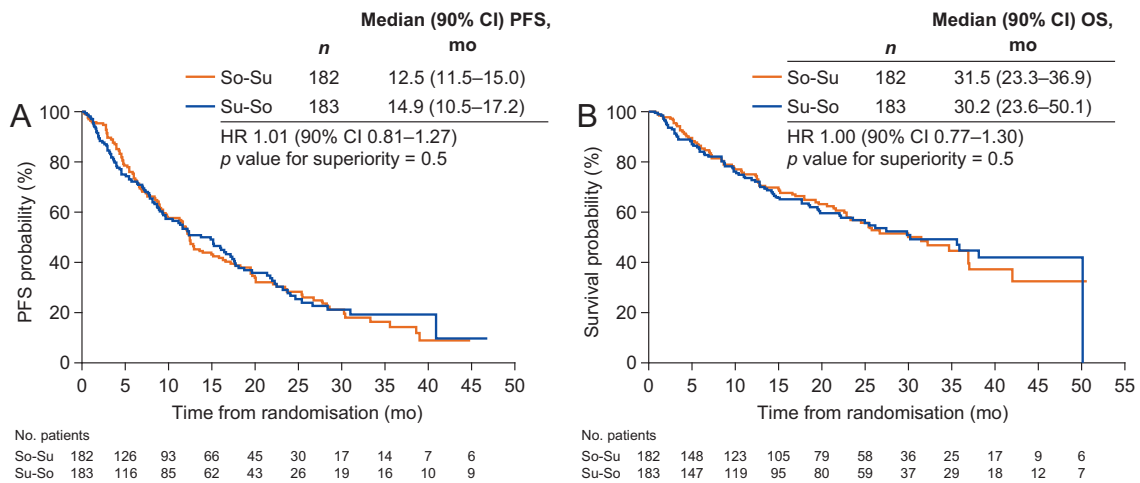 Median (90% CI) PFS,
n mo
So-Su 182 12.5 (11.5–15.0)
Su-So 183 14.9 (10.5–17.2)
HR 1.01 (90% CI 0.81–1.27)
p value for superiority = 0.5
A
PFS probability (%)
100
80
60
40
20
0
0 5 10 15 20 25 30 35 40 45 50
Time from randomisation (mo)
No. patients
So-Su 182 126 93 66 45 30 17 14 7 6
Su-So 183 116 85 62 43 26 19 16 10 9
Median (90% CI) OS,
n mo
So-Su 182 31.5 (23.3–36.9)
Su-So 183 30.2 (23.6–50.1)
HR 1.00 (90% CI 0.77–1.30)
p value for superiority = 0.5
B
Survival probability (%)
100
80
60
40
20
0
0 5 10 15 20 25 30 35 40 45 50 55
Time from randomisation (mo)
No. patients
So-Su 182 148 123 105 79 58 36 25 17 9 6
Su-So 183 147 119 95 80 59 37 29 18 12 7